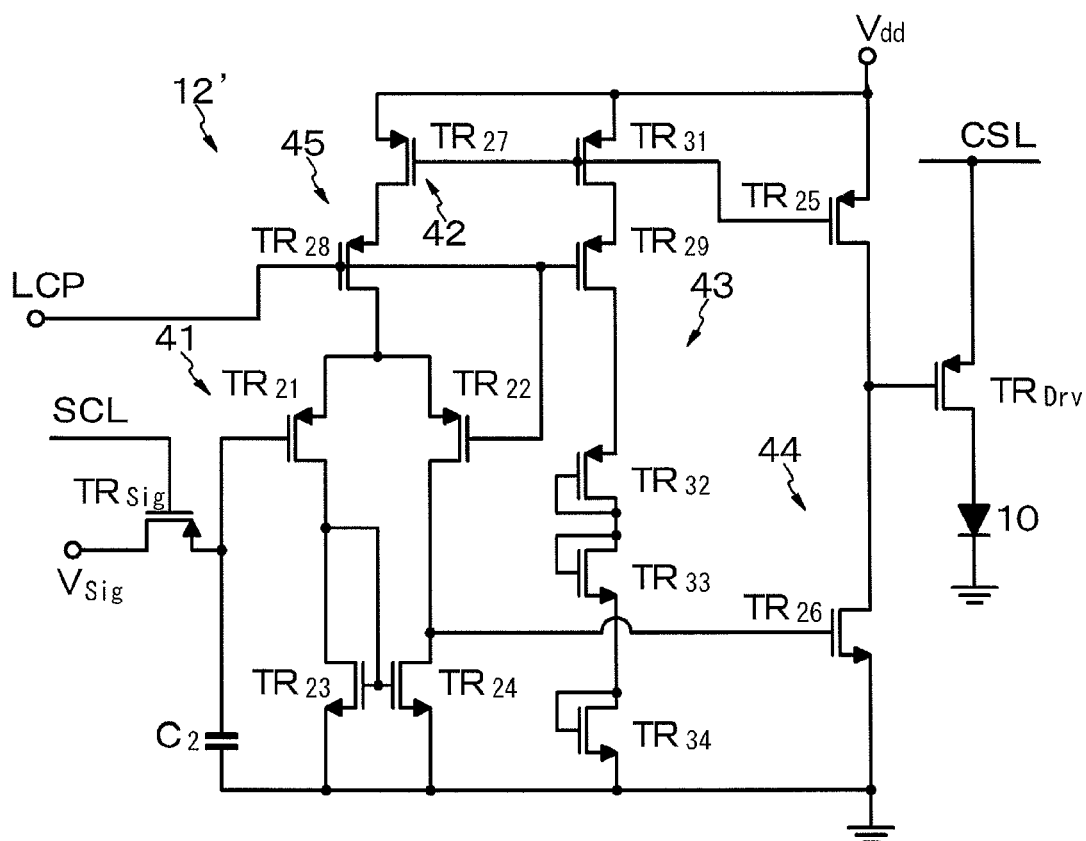 Vdd
12'
TR27
TR31
CSL
45
TR25
42
TR28
TR29
LCP
43
41
TR21
TR22
TRDrv
SCL
44
TR32
TRSig
10
VSig
TR33
TR26
TR23
TR24
C2
TR34